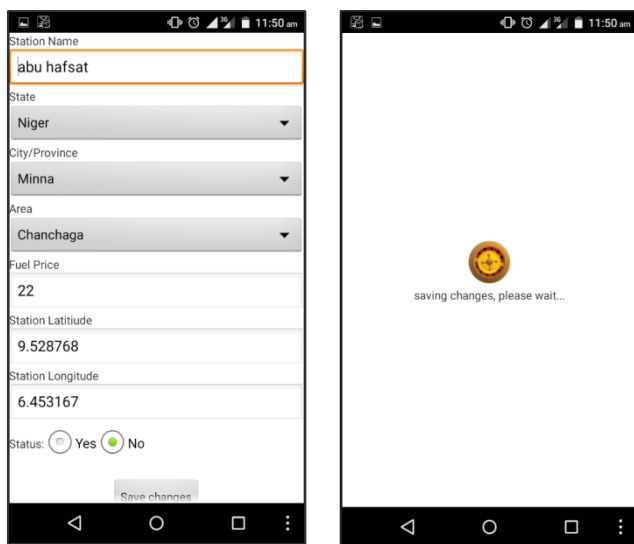 11:50 am
Station Name
abu hafsat
State
Niger
City/Province
Minna
Area
Chanchaga
Fuel Price
22
Station Latitiude
9.528768
Station Longitude
6.453167
Status: Yes No
Save changes
3G 11:50 am
saving changes, please wait...